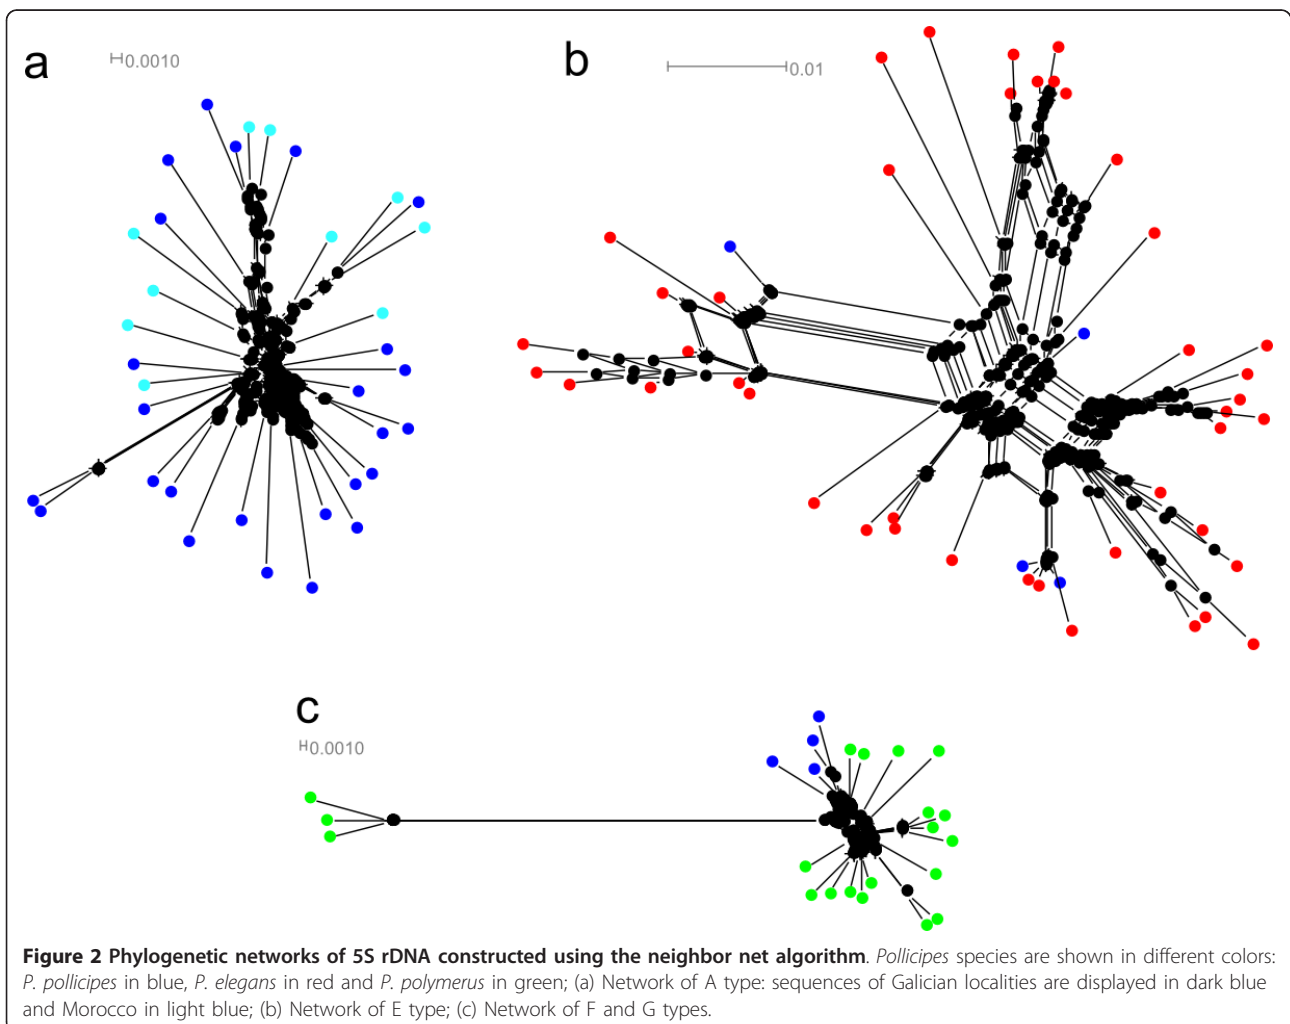 a
0.0010
b
0.01
c
0.0010
Figure 2 Phylogenetic networks of 5S rDNA constructed using the neighbor net algorithm. Pollicipes species are shown in different colors:
P. pollicipes in blue, P. elegans in red and P. polymerus in green; (a) Network of A type: sequences of Galician localities are displayed in dark blue
and Morocco in light blue; (b) Network of E type; (c) Network of F and G types.